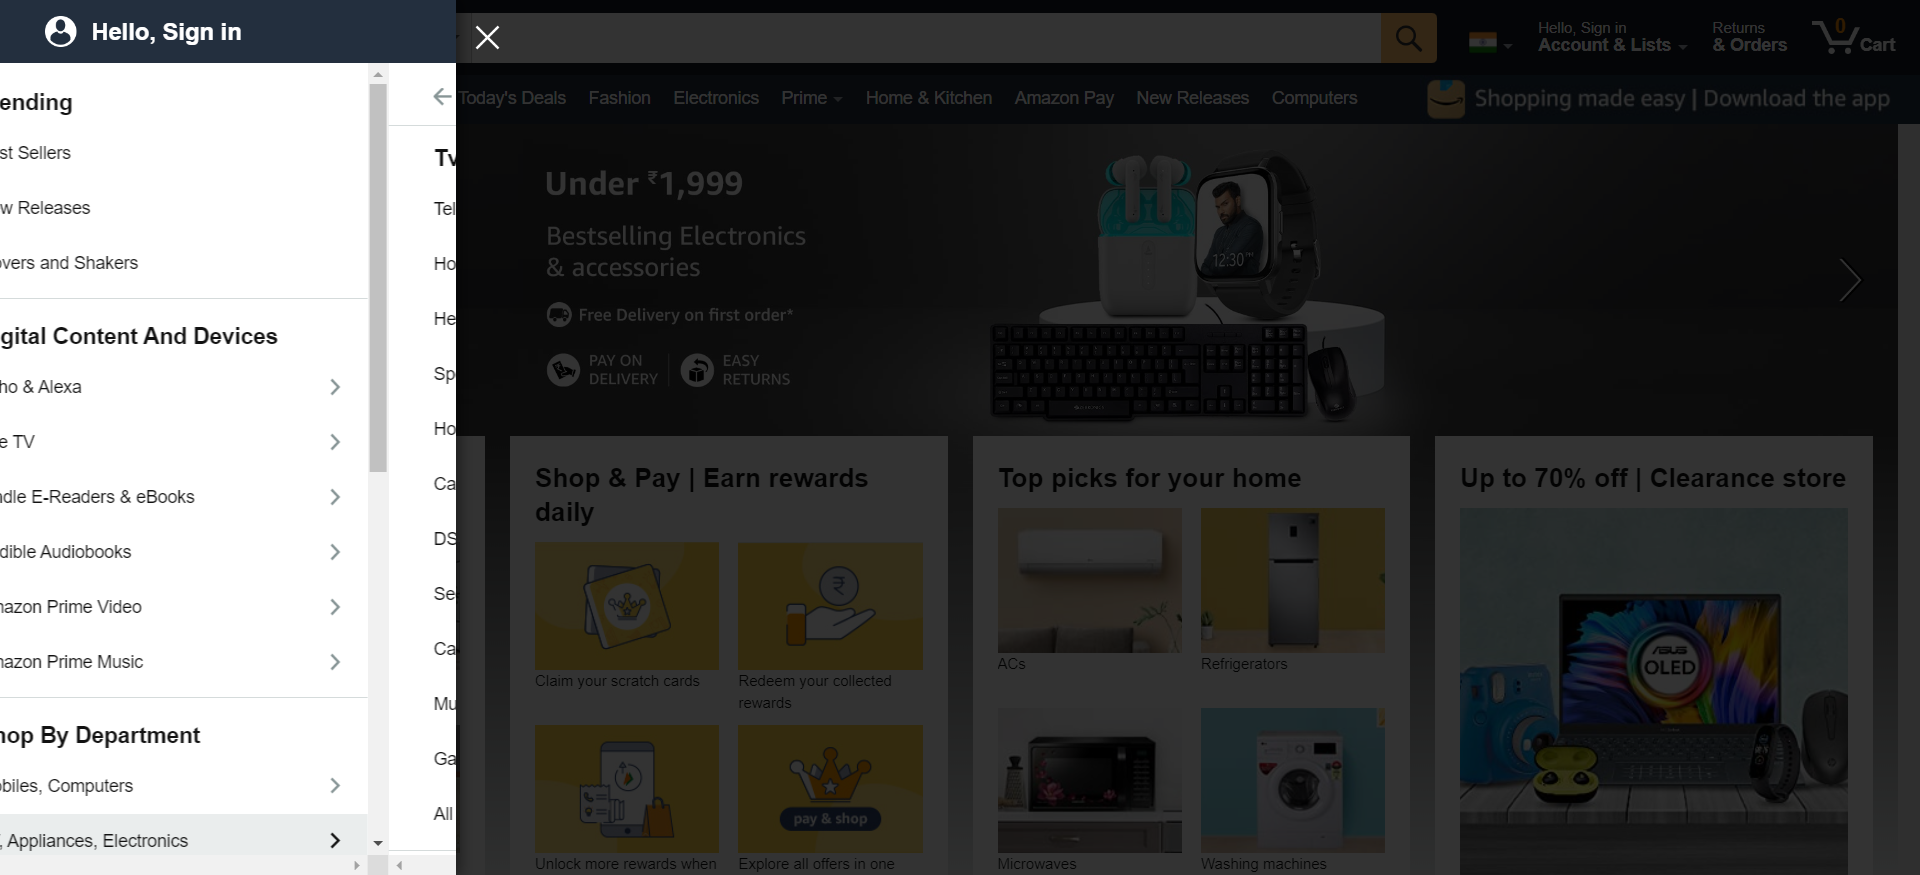 Hello, Sign in
ending
st Sellers
w Releases
overs and Shakers
gital Content And Devices
ho & Alexa
e TV
ndle E-Readers & eBooks
dible Audiobooks
nazon Prime Video
nazon Prime Music
hop By Department
obiles, Computers
, Appliances, Electronics
Tv
Tel
Ho
He
Sp
Ho
Ca
DS
Se
Ca
Mu
Ga
All
Hello, Sign in
Account & Lists
Returns
& Orders
0
Cart
Today's Deals
Fashion
Electronics
Prime
Home & Kitchen
Amazon Pay
New Releases
Computers
Shopping made easy | Download the app
Under ₹1,999
Bestselling Electronics
& accessories
Free Delivery on first order*
PAY ON
DELIVERY
EASY
RETURNS
12:30
Shop & Pay | Earn rewards
daily
Claim your scratch cards
Redeem your collected
rewards
pay & shop
Unlock more rewards when
Explore all offers in one
Top picks for your home
ACs
Refrigerators
Microwaves
Washing machines
Up to 70% off | Clearance store
ASUS
OLED